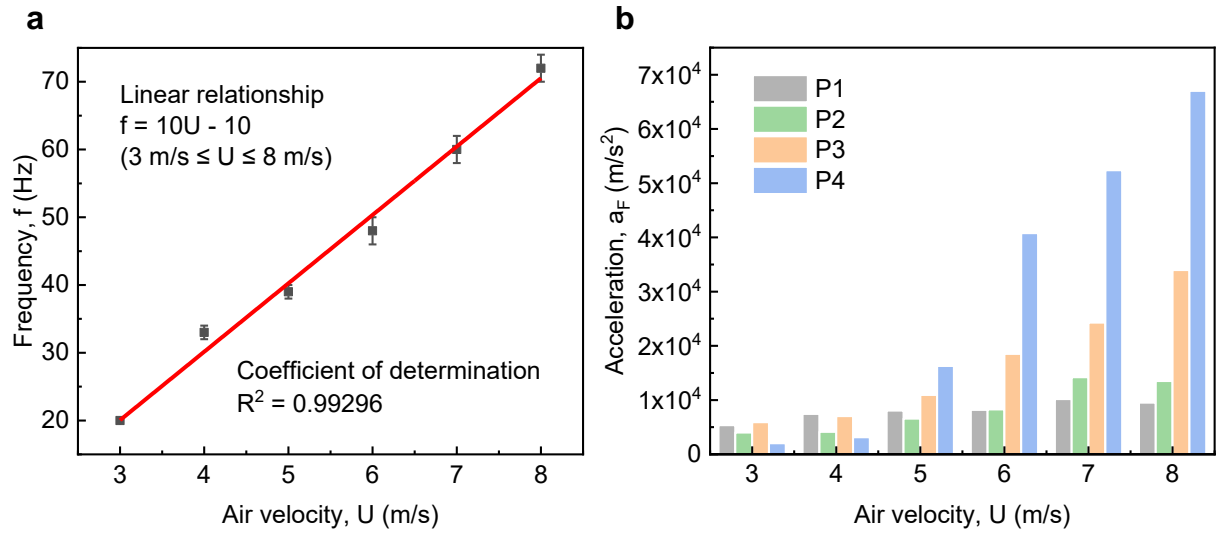 a
Frequency, f (Hz)
70
60
50
40
30
20
Linear relationship
f = 10U - 10
(3 m/s ≤ U ≤ 8 m/s)
Coefficient of determination
R² = 0.99296
3 4 5 6 7 8
Air velocity, U (m/s)
b
Acceleration, a_F (m/s²)
7x10⁴
6x10⁴
5x10⁴
4x10⁴
3x10⁴
2x10⁴
1x10⁴
0
P1
P2
P3
P4
3 4 5 6 7 8
Air velocity, U (m/s)